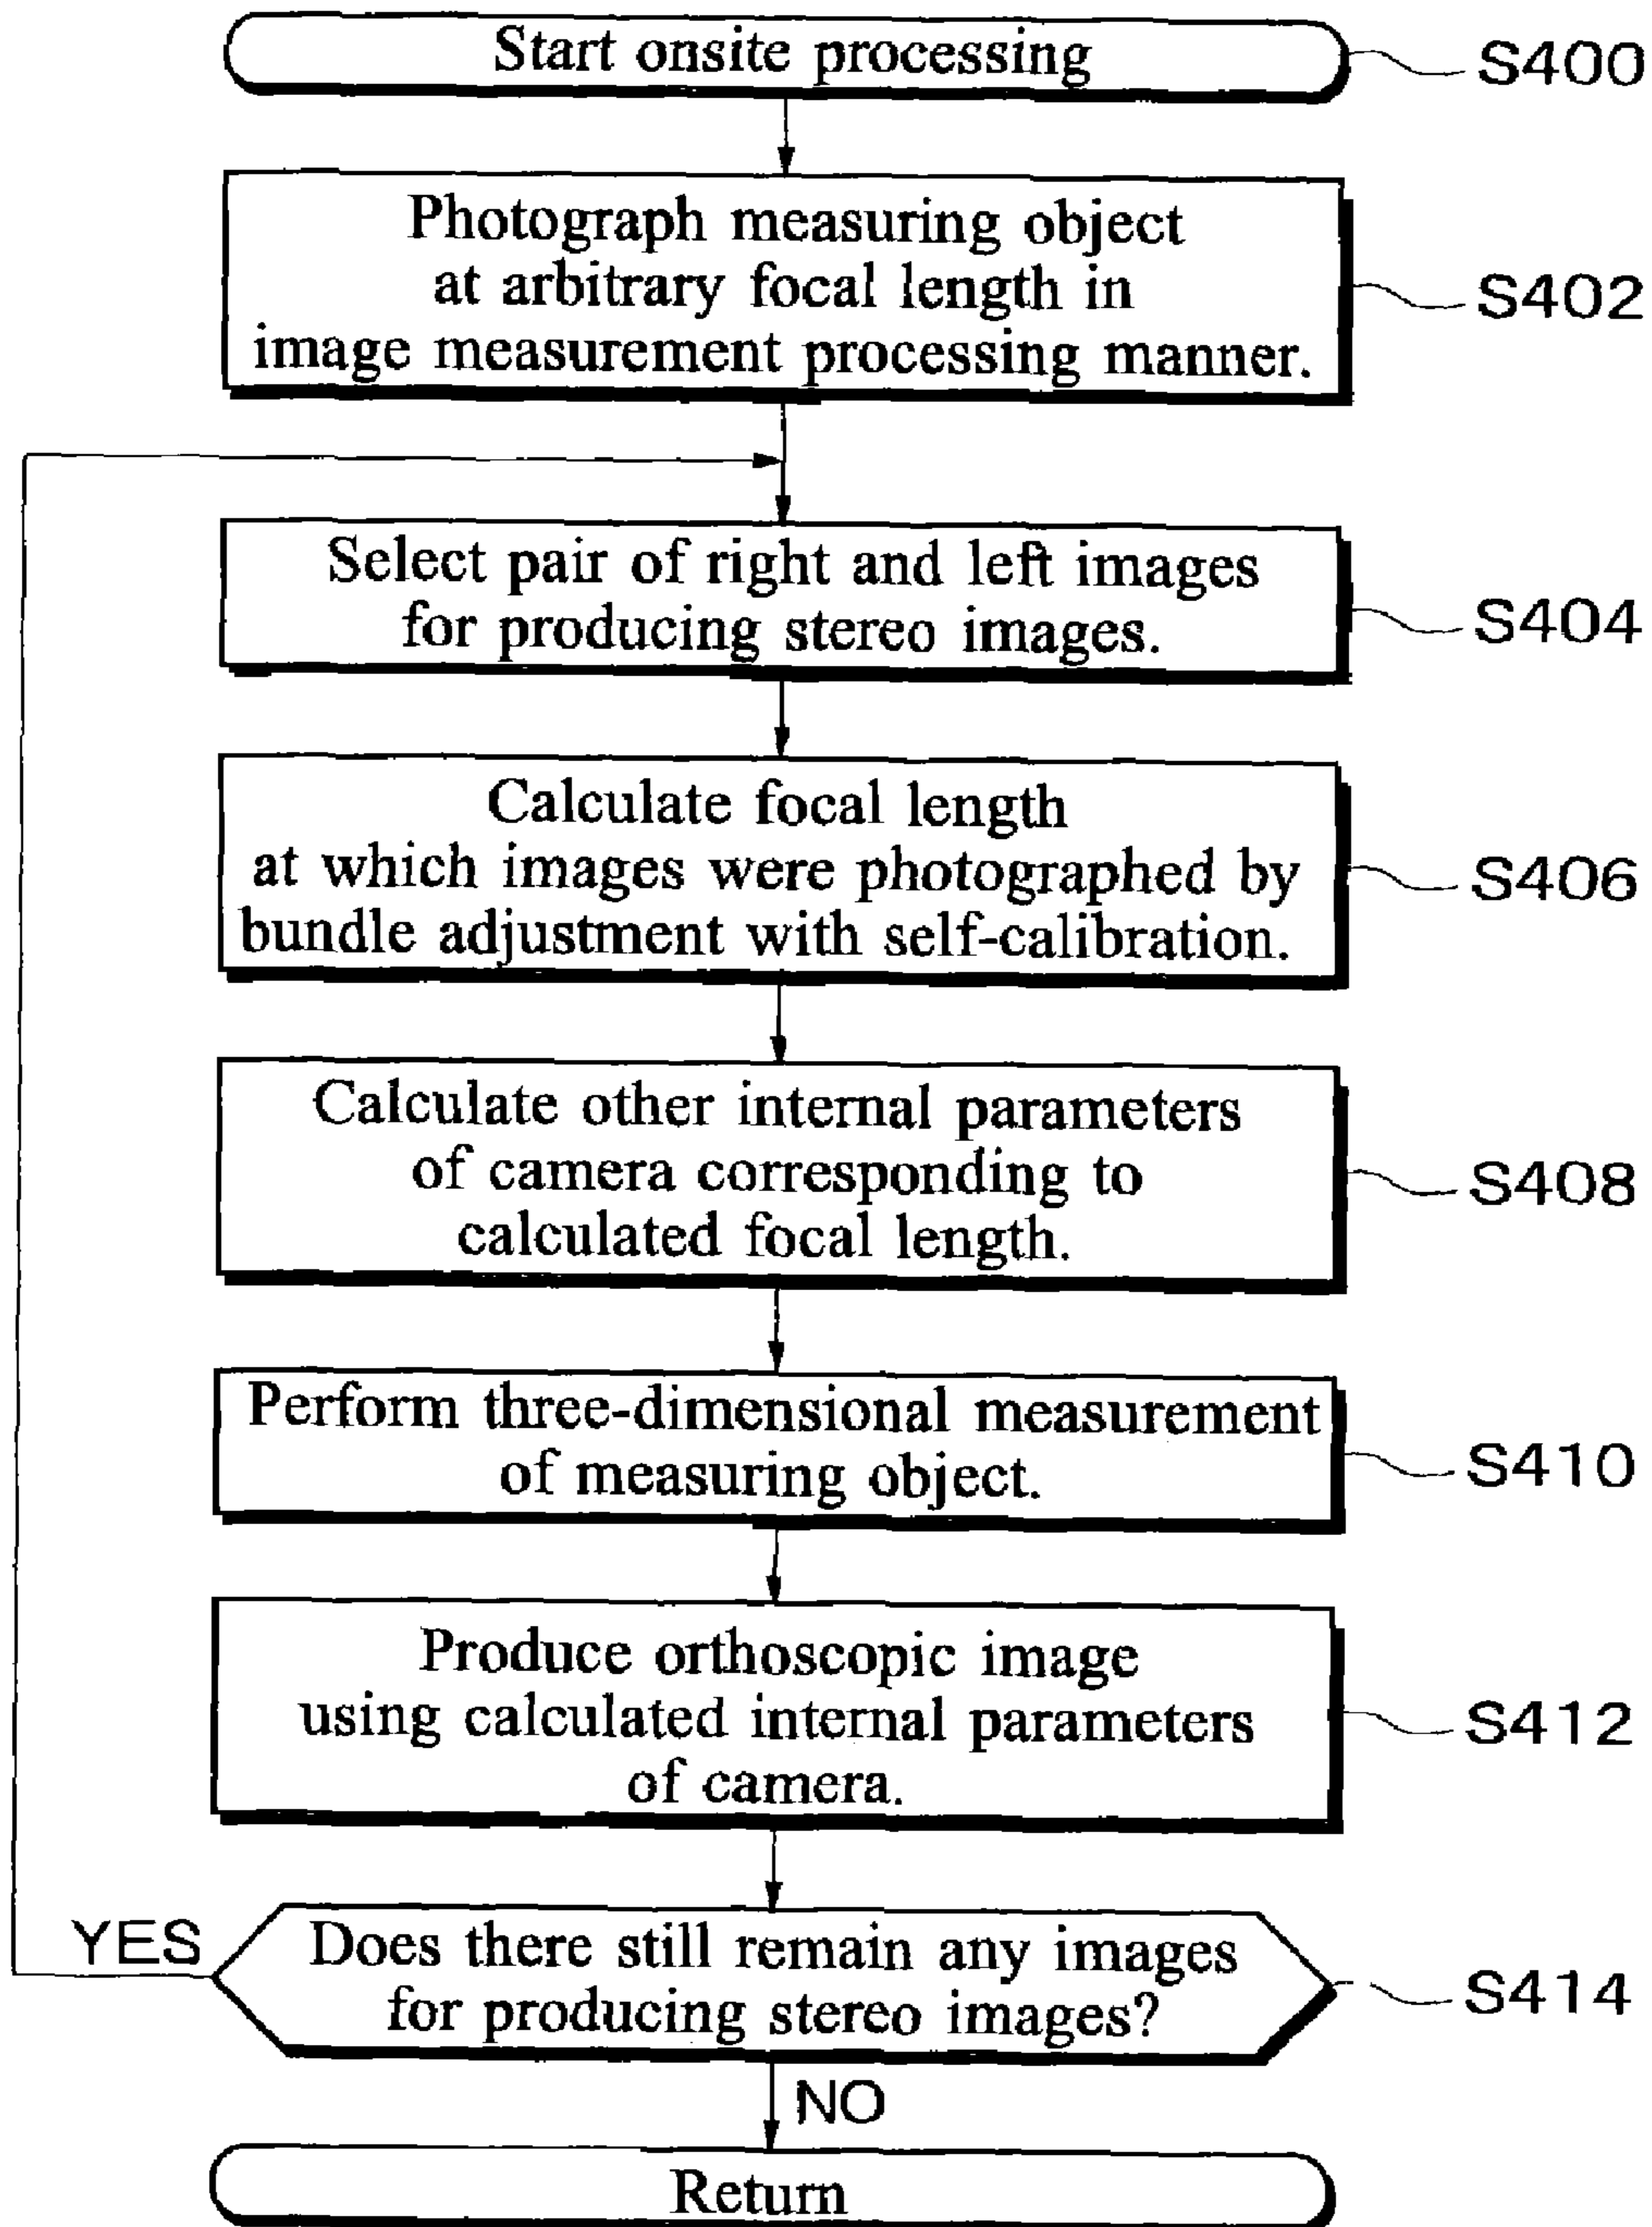 Start onsite processing
S400
Photograph measuring object
at arbitrary focal length in
image measurement processing manner.
S402
Select pair of right and left images
for producing stereo images.
S404
Calculate focal length
at which images were photographed by
bundle adjustment with self-calibration.
S406
Calculate other internal parameters
of camera corresponding to
calculated focal length.
S408
Perform three-dimensional measurement
of measuring object.
S410
Produce orthoscopic image
using calculated internal parameters
of camera.
S412
YES
Does there still remain any images
for producing stereo images?
S414
NO
Return